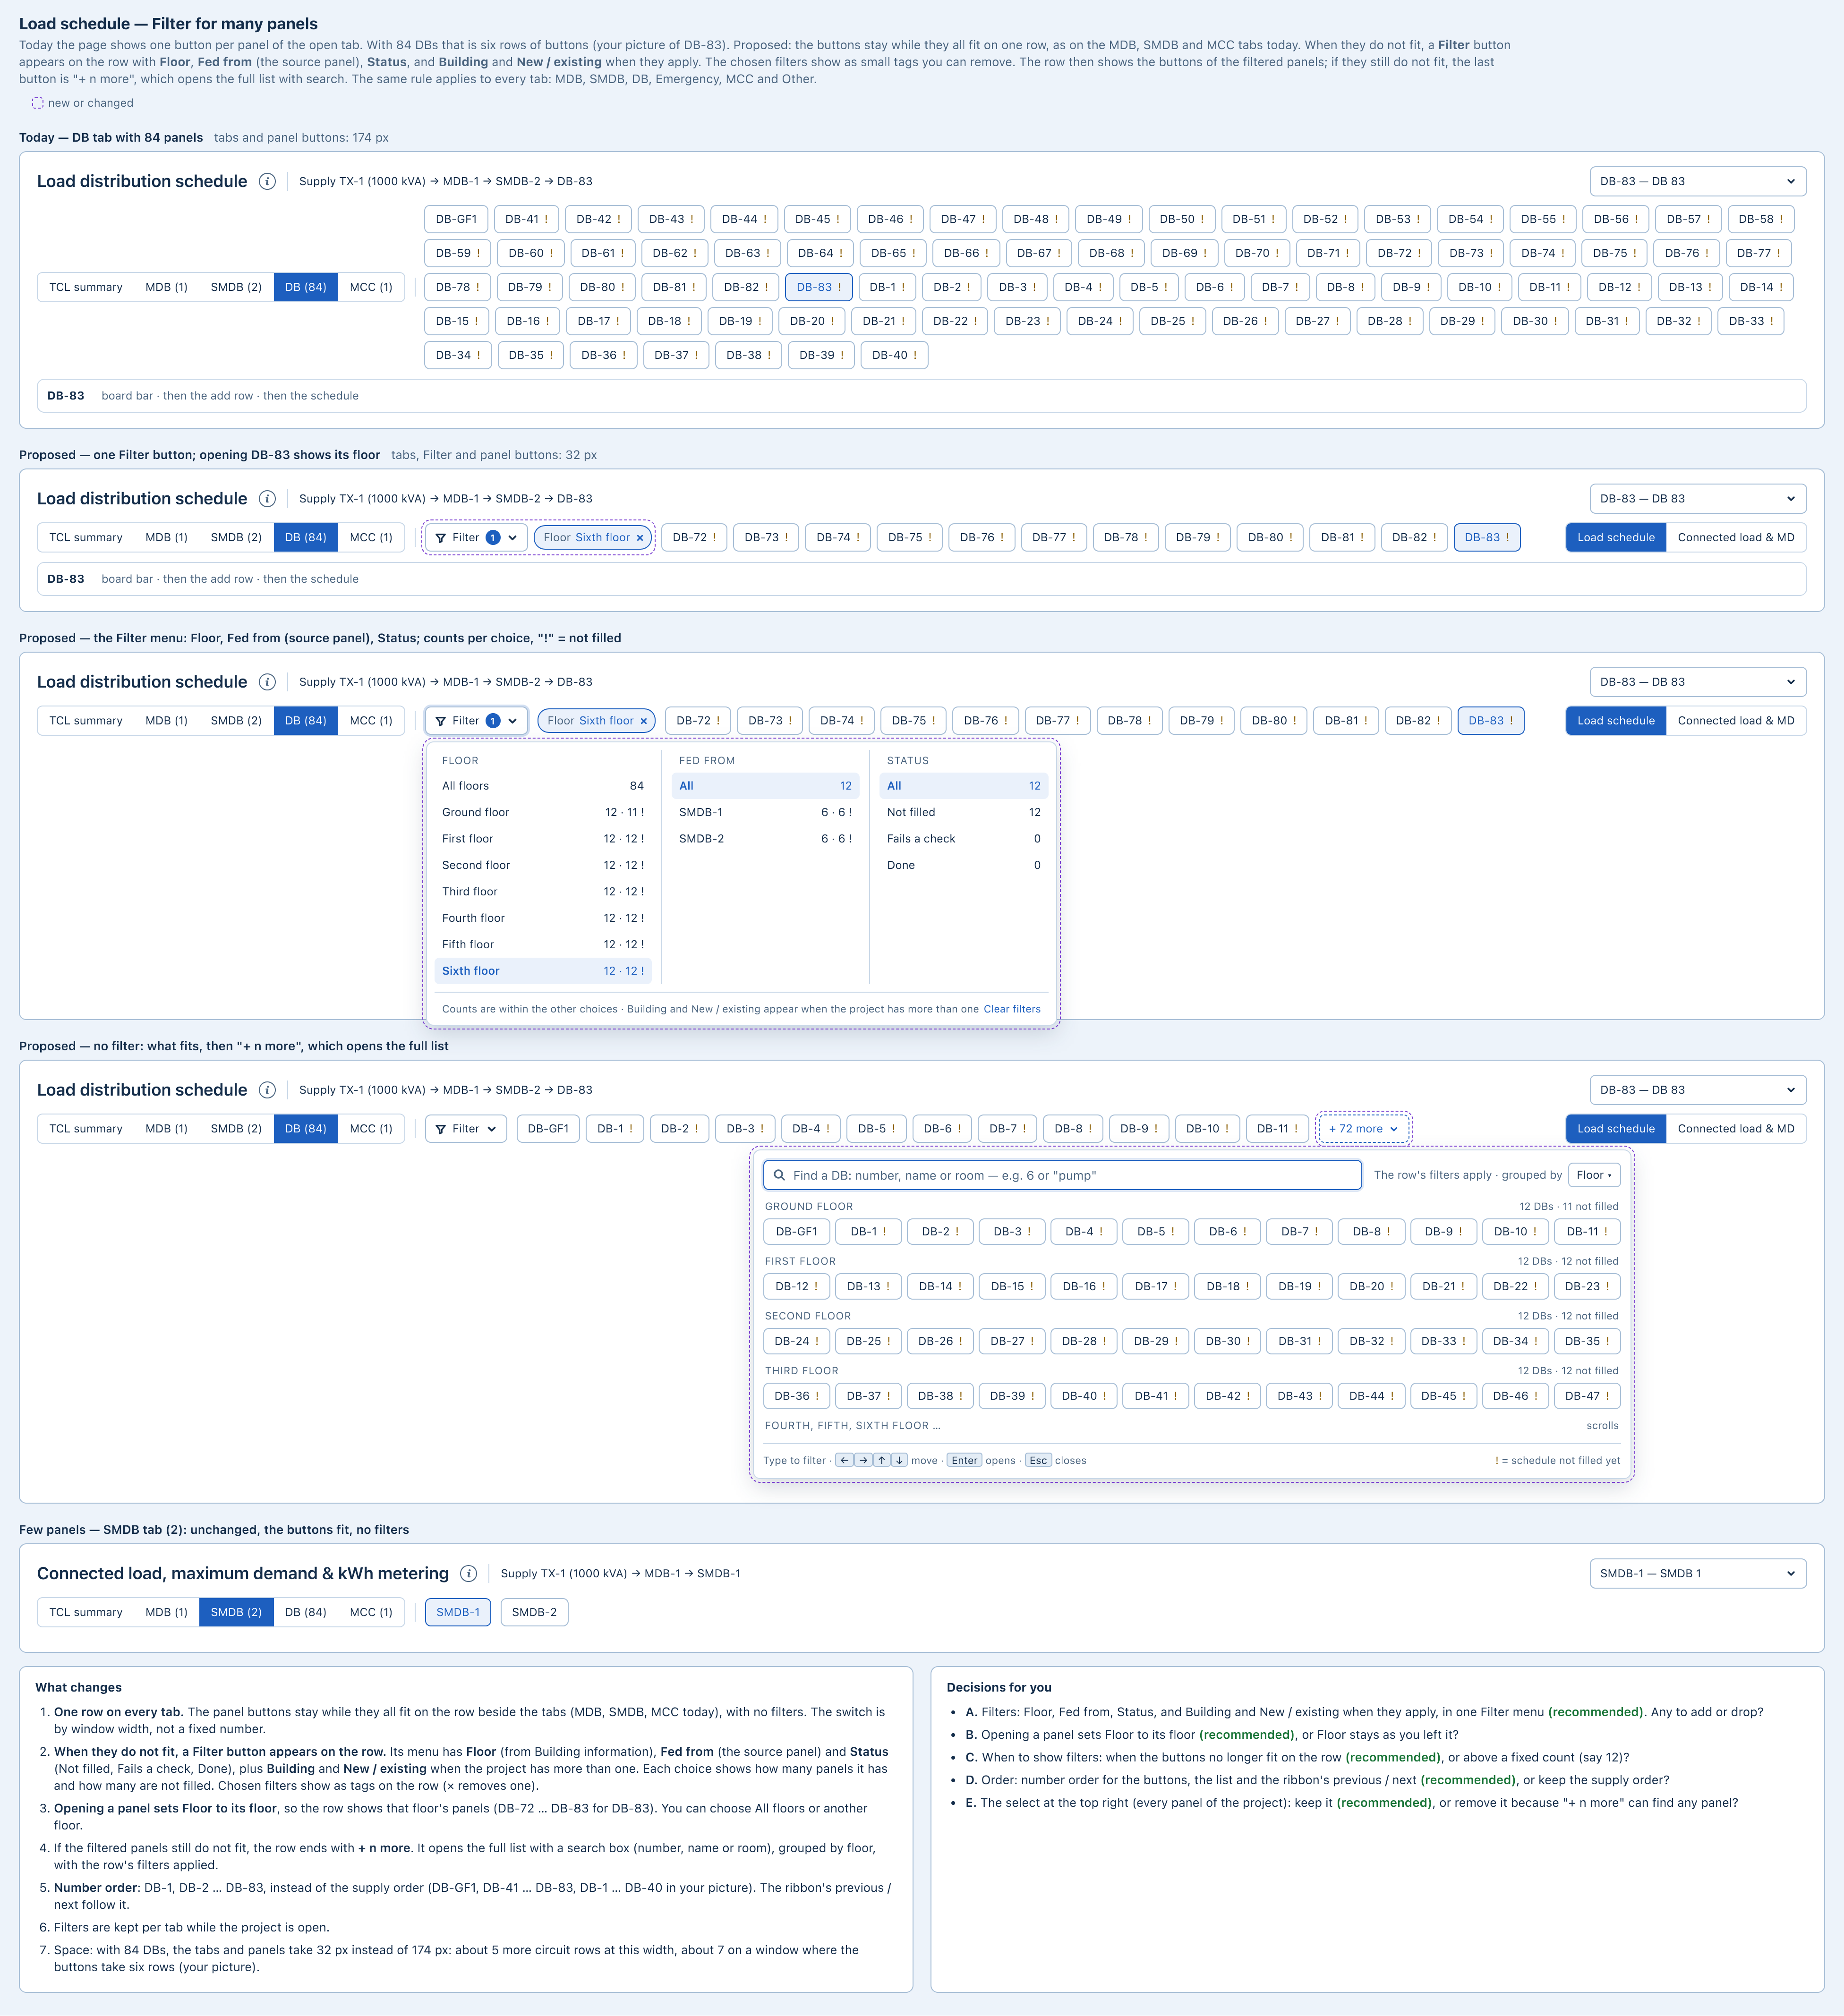 Load schedule — Filter for many panels
Today the page shows one button per panel of the open tab. With 84 DBs that is six rows of buttons (your picture of DB-83). Proposed: the buttons stay while they all fit on one row, as on the MDB, SMDB and MCC tabs today. When they do not fit, a Filter button
appears on the row with Floor, Fed from (the source panel), Status, and Building and New / existing when they apply. The chosen filters show as small tags you can remove. The row then shows the buttons of the filtered panels; if they still do not fit, the last
button is "+ n more", which opens the full list with search. The same rule applies to every tab: MDB, SMDB, DB, Emergency, MCC and Other.
new or changed
Today — DB tab with 84 panels tabs and panel buttons: 174 px
Load distribution schedule i Supply TX-1 (1000 kVA) → MDB-1 → SMDB-2 → DB-83 DB-83 — DB 83
DB-GF1 DB-41 ! DB-42 ! DB-43 ! DB-44 ! DB-45 ! DB-46 ! DB-47 ! DB-48 ! DB-49 ! DB-50 ! DB-51 ! DB-52 ! DB-53 ! DB-54 ! DB-55 ! DB-56 ! DB-57 ! DB-58 !
DB-59 ! DB-60 ! DB-61 ! DB-62 ! DB-63 ! DB-64 ! DB-65 ! DB-66 ! DB-67 ! DB-68 ! DB-69 ! DB-70 ! DB-71 ! DB-72 ! DB-73 ! DB-74 ! DB-75 ! DB-76 ! DB-77 !
TCL summary MDB (1) SMDB (2) DB (84) MCC (1) DB-78 ! DB-79 ! DB-80 ! DB-81 ! DB-82 ! DB-83 ! DB-1 ! DB-2 ! DB-3 ! DB-4 ! DB-5 ! DB-6 ! DB-7 ! DB-8 ! DB-9 ! DB-10 ! DB-11 ! DB-12 ! DB-13 ! DB-14 !
DB-15 ! DB-16 ! DB-17 ! DB-18 ! DB-19 ! DB-20 ! DB-21 ! DB-22 ! DB-23 ! DB-24 ! DB-25 ! DB-26 ! DB-27 ! DB-28 ! DB-29 ! DB-30 ! DB-31 ! DB-32 ! DB-33 !
DB-34 ! DB-35 ! DB-36 ! DB-37 ! DB-38 ! DB-39 ! DB-40 !
DB-83 board bar · then the add row · then the schedule
Proposed — one Filter button; opening DB-83 shows its floor tabs, Filter and panel buttons: 32 px
Load distribution schedule i Supply TX-1 (1000 kVA) → MDB-1 → SMDB-2 → DB-83 DB-83 — DB 83
TCL summary MDB (1) SMDB (2) DB (84) MCC (1) Filter 1 Floor Sixth floor × DB-72 ! DB-73 ! DB-74 ! DB-75 ! DB-76 ! DB-77 ! DB-78 ! DB-79 ! DB-80 ! DB-81 ! DB-82 ! DB-83 ! Load schedule Connected load & MD
DB-83 board bar · then the add row · then the schedule
Proposed — the Filter menu: Floor, Fed from (source panel), Status; counts per choice, "!" = not filled
Load distribution schedule i Supply TX-1 (1000 kVA) → MDB-1 → SMDB-2 → DB-83 DB-83 — DB 83
TCL summary MDB (1) SMDB (2) DB (84) MCC (1) Filter 1 Floor Sixth floor × DB-72 ! DB-73 ! DB-74 ! DB-75 ! DB-76 ! DB-77 ! DB-78 ! DB-79 ! DB-80 ! DB-81 ! DB-82 ! DB-83 ! Load schedule Connected load & MD
FLOOR FED FROM STATUS
All floors 84 All 12 All 12
Ground floor 12 · 11 ! SMDB-1 6 · 6 ! Not filled 12
First floor 12 · 12 ! SMDB-2 6 · 6 ! Fails a check 0
Second floor 12 · 12 ! Done 0
Third floor 12 · 12 !
Fourth floor 12 · 12 !
Fifth floor 12 · 12 !
Sixth floor 12 · 12 !
Counts are within the other choices · Building and New / existing appear when the project has more than one Clear filters
Proposed — no filter: what fits, then "+ n more", which opens the full list
Load distribution schedule i Supply TX-1 (1000 kVA) → MDB-1 → SMDB-2 → DB-83 DB-83 — DB 83
TCL summary MDB (1) SMDB (2) DB (84) MCC (1) Filter DB-GF1 DB-1 ! DB-2 ! DB-3 ! DB-4 ! DB-5 ! DB-6 ! DB-7 ! DB-8 ! DB-9 ! DB-10 ! DB-11 ! + 72 more Load schedule Connected load & MD
Find a DB: number, name or room — e.g. 6 or "pump" The row's filters apply · grouped by Floor
GROUND FLOOR 12 DBs · 11 not filled
DB-GF1 DB-1 ! DB-2 ! DB-3 ! DB-4 ! DB-5 ! DB-6 ! DB-7 ! DB-8 ! DB-9 ! DB-10 ! DB-11 !
FIRST FLOOR 12 DBs · 12 not filled
DB-12 ! DB-13 ! DB-14 ! DB-15 ! DB-16 ! DB-17 ! DB-18 ! DB-19 ! DB-20 ! DB-21 ! DB-22 ! DB-23 !
SECOND FLOOR 12 DBs · 12 not filled
DB-24 ! DB-25 ! DB-26 ! DB-27 ! DB-28 ! DB-29 ! DB-30 ! DB-31 ! DB-32 ! DB-33 ! DB-34 ! DB-35 !
THIRD FLOOR 12 DBs · 12 not filled
DB-36 ! DB-37 ! DB-38 ! DB-39 ! DB-40 ! DB-41 ! DB-42 ! DB-43 ! DB-44 ! DB-45 ! DB-46 ! DB-47 !
FOURTH, FIFTH, SIXTH FLOOR … scrolls
Type to filter · ← → ↑ ↓ move · Enter opens · Esc closes ! = schedule not filled yet
Few panels — SMDB tab (2): unchanged, the buttons fit, no filters
Connected load, maximum demand & kWh metering i Supply TX-1 (1000 kVA) → MDB-1 → SMDB-1 SMDB-1 — SMDB 1
TCL summary MDB (1) SMDB (2) DB (84) MCC (1) SMDB-1 SMDB-2
What changes
1. One row on every tab. The panel buttons stay while they all fit on the row beside the tabs (MDB, SMDB, MCC today), with no filters. The switch is
by window width, not a fixed number.
2. When they do not fit, a Filter button appears on the row. Its menu has Floor (from Building information), Fed from (the source panel) and Status
(Not filled, Fails a check, Done), plus Building and New / existing when the project has more than one. Each choice shows how many panels it has
and how many are not filled. Chosen filters show as tags on the row (× removes one).
3. Opening a panel sets Floor to its floor, so the row shows that floor's panels (DB-72 … DB-83 for DB-83). You can choose All floors or another
floor.
4. If the filtered panels still do not fit, the row ends with + n more. It opens the full list with a search box (number, name or room), grouped by floor,
with the row's filters applied.
5. Number order: DB-1, DB-2 … DB-83, instead of the supply order (DB-GF1, DB-41 … DB-83, DB-1 … DB-40 in your picture). The ribbon's previous /
next follow it.
6. Filters are kept per tab while the project is open.
7. Space: with 84 DBs, the tabs and panels take 32 px instead of 174 px: about 5 more circuit rows at this width, about 7 on a window where the
buttons take six rows (your picture).
Decisions for you
• A. Filters: Floor, Fed from, Status, and Building and New / existing when they apply, in one Filter menu (recommended). Any to add or drop?
• B. Opening a panel sets Floor to its floor (recommended), or Floor stays as you left it?
• C. When to show filters: when the buttons no longer fit on the row (recommended), or above a fixed count (say 12)?
• D. Order: number order for the buttons, the list and the ribbon's previous / next (recommended), or keep the supply order?
• E. The select at the top right (every panel of the project): keep it (recommended), or remove it because "+ n more" can find any panel?